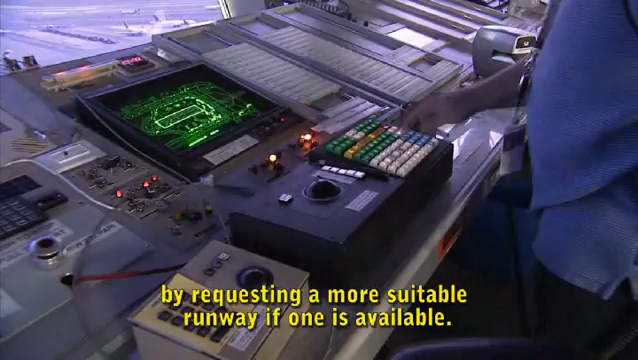 by requesting a more suitable
runway if one is available.